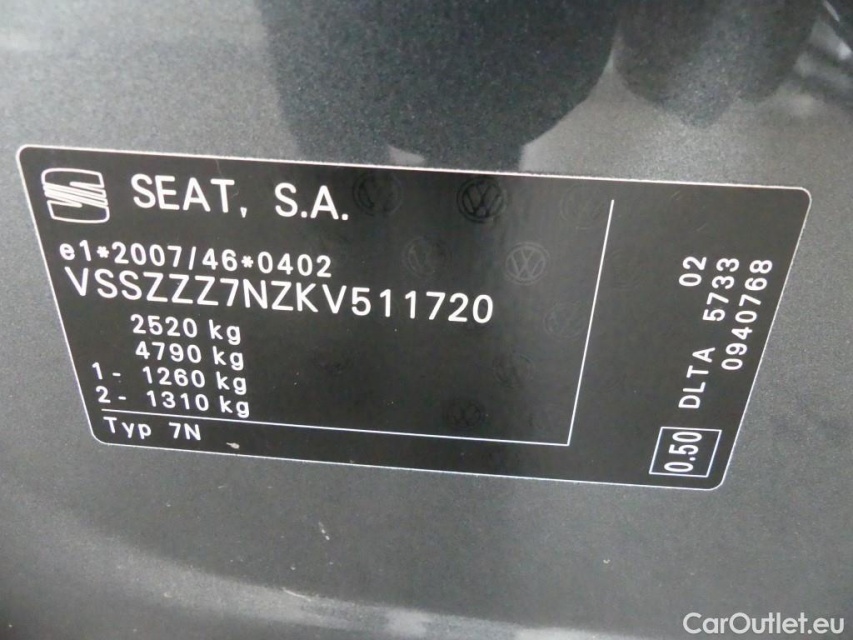 SEAT, S.A.
e1*2007/46*0402
VSSZZZ7NZKV511720
2520 kg
4790 kg
1 - 1260 kg
2 - 1310 kg
Typ 7N
02
DLTA 5733
0940768
0.50
CarOutlet.eu